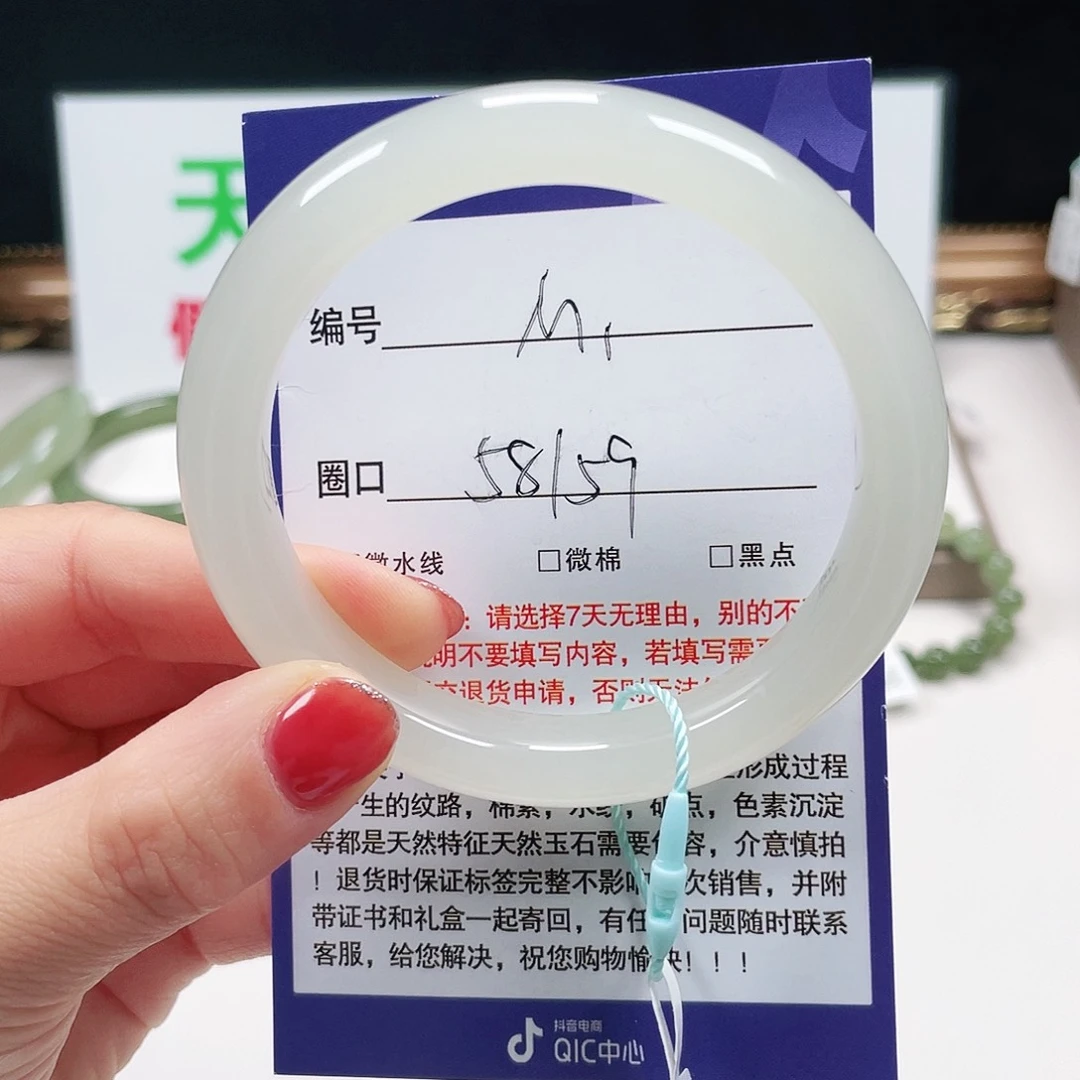 天
编号 M1
圈口 58/59
微水线 □微棉 □黑点
：请选择7天无理由，别的不
明不要填写内容，若填写需
退货申请，否则无法
形成过程
生的纹路，棉絮，水线，矿点，色素沉淀
等都是天然特征天然玉石需要包容，介意慎拍
！退货时保证标签完整不影响 次销售，并附
带证书和礼盒一起寄回，有任 问题随时联系
客服，给您解决，祝您购物愉快！！！
抖音电商
QIC中心